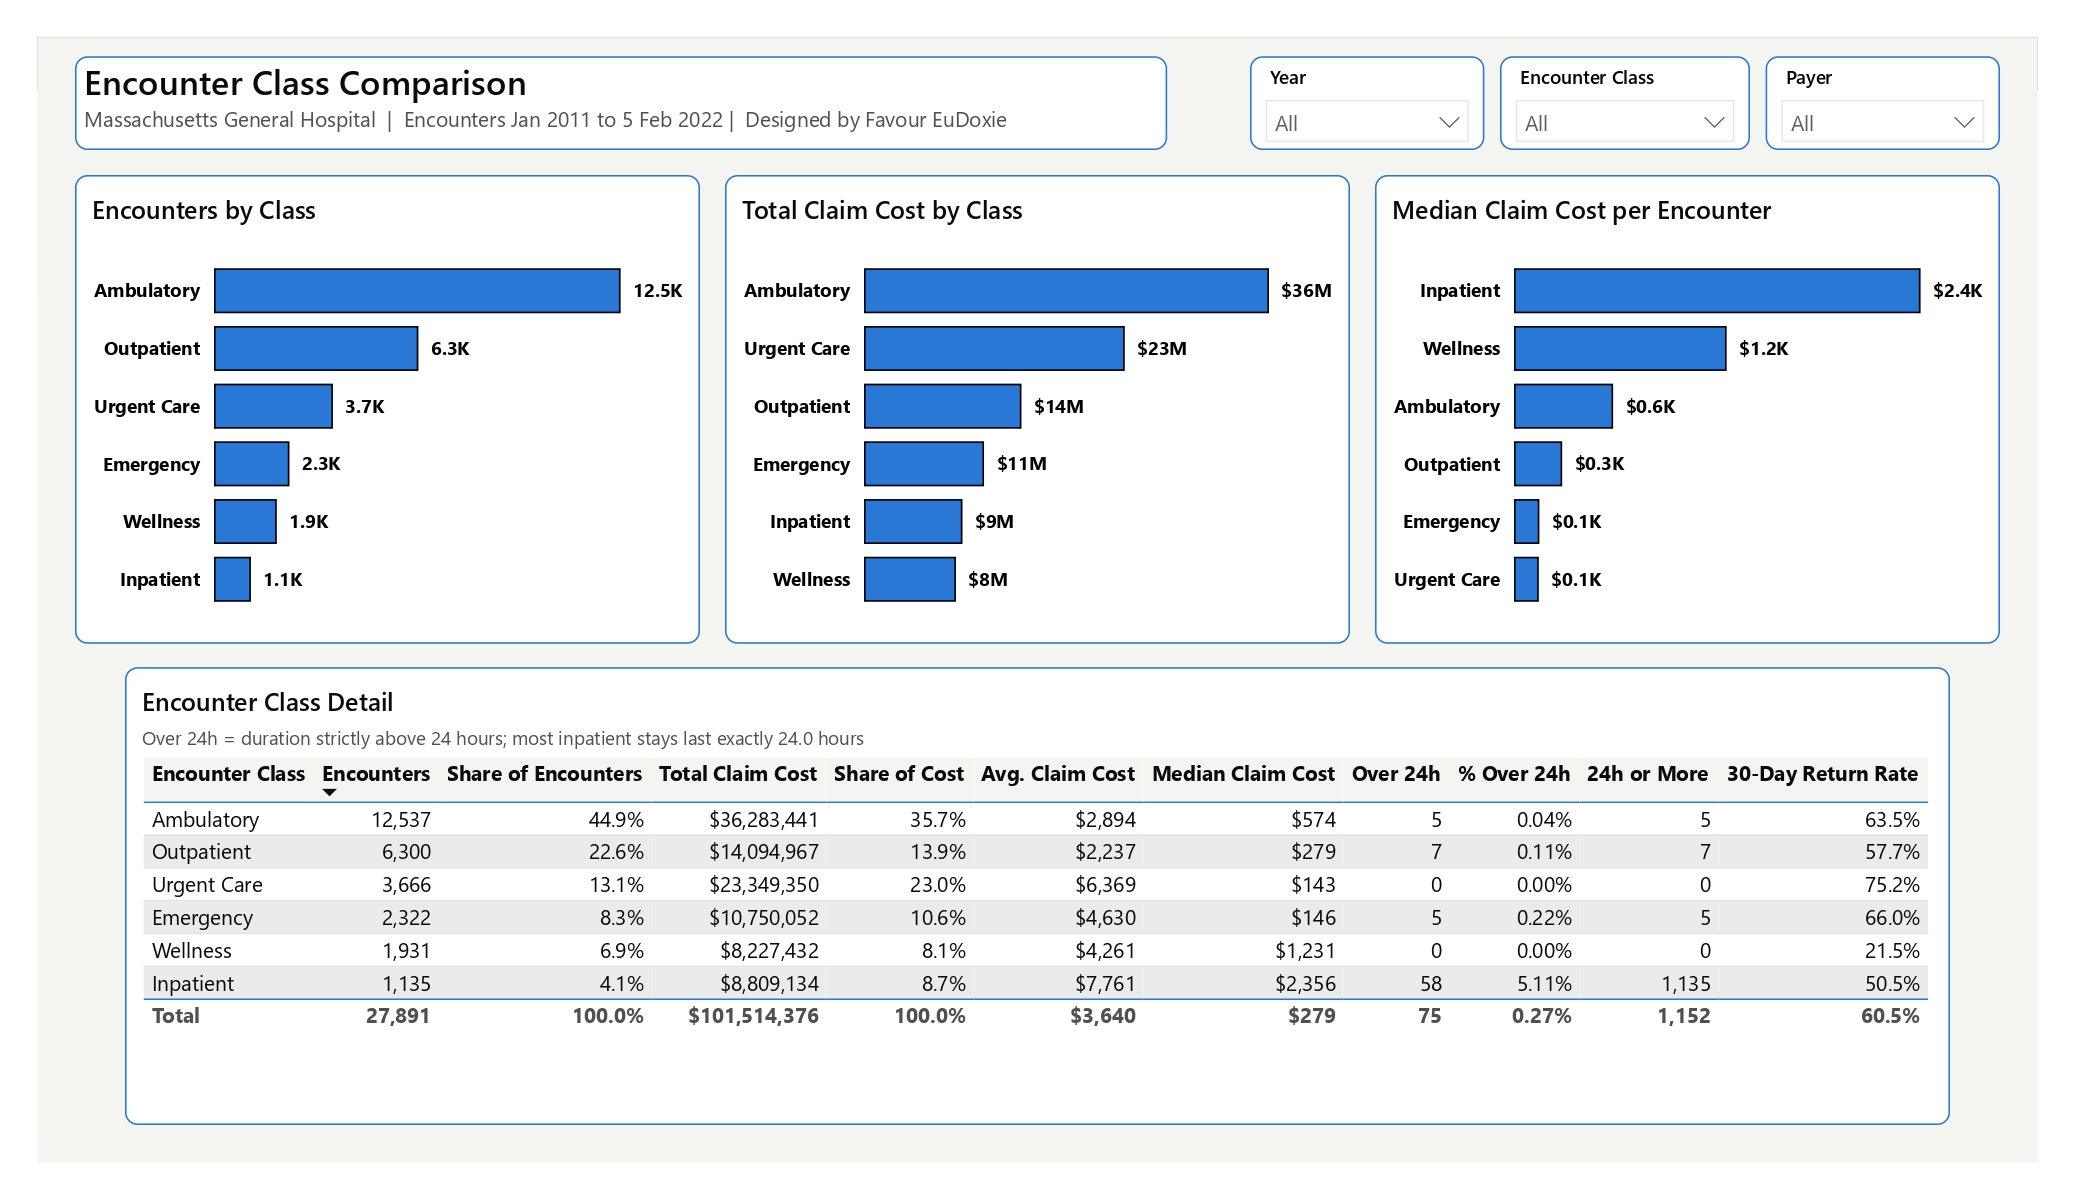 Encounter Class Comparison
Massachusetts General Hospital | Encounters Jan 2011 to 5 Feb 2022 | Designed by Favour EuDoxie
Year
All
Encounter Class
All
Payer
All
Encounters by Class
Ambulatory 12.5K
Outpatient 6.3K
Urgent Care 3.7K
Emergency 2.3K
Wellness 1.9K
Inpatient 1.1K
Total Claim Cost by Class
Ambulatory $36M
Urgent Care $23M
Outpatient $14M
Emergency $11M
Inpatient $9M
Wellness $8M
Median Claim Cost per Encounter
Inpatient $2.4K
Wellness $1.2K
Ambulatory $0.6K
Outpatient $0.3K
Emergency $0.1K
Urgent Care $0.1K
Encounter Class Detail
Over 24h = duration strictly above 24 hours; most inpatient stays last exactly 24.0 hours
Encounter Class Encounters Share of Encounters Total Claim Cost Share of Cost Avg. Claim Cost Median Claim Cost Over 24h % Over 24h 24h or More 30-Day Return Rate
Ambulatory 12,537 44.9% $36,283,441 35.7% $2,894 $574 5 0.04% 5 63.5%
Outpatient 6,300 22.6% $14,094,967 13.9% $2,237 $279 7 0.11% 7 57.7%
Urgent Care 3,666 13.1% $23,349,350 23.0% $6,369 $143 0 0.00% 0 75.2%
Emergency 2,322 8.3% $10,750,052 10.6% $4,630 $146 5 0.22% 5 66.0%
Wellness 1,931 6.9% $8,227,432 8.1% $4,261 $1,231 0 0.00% 0 21.5%
Inpatient 1,135 4.1% $8,809,134 8.7% $7,761 $2,356 58 5.11% 1,135 50.5%
Total 27,891 100.0% $101,514,376 100.0% $3,640 $279 75 0.27% 1,152 60.5%